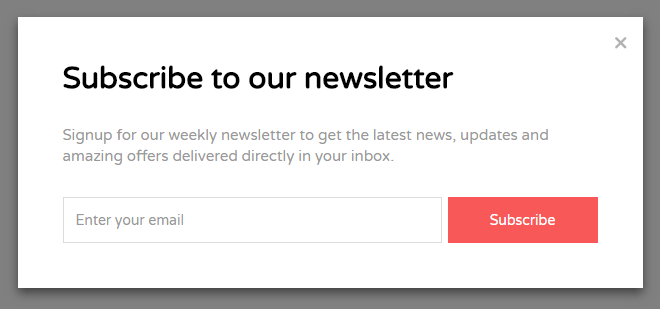 ×
Subscribe to our newsletter
Signup for our weekly newsletter to get the latest news, updates and
amazing offers delivered directly in your inbox.
Enter your email
Subscribe